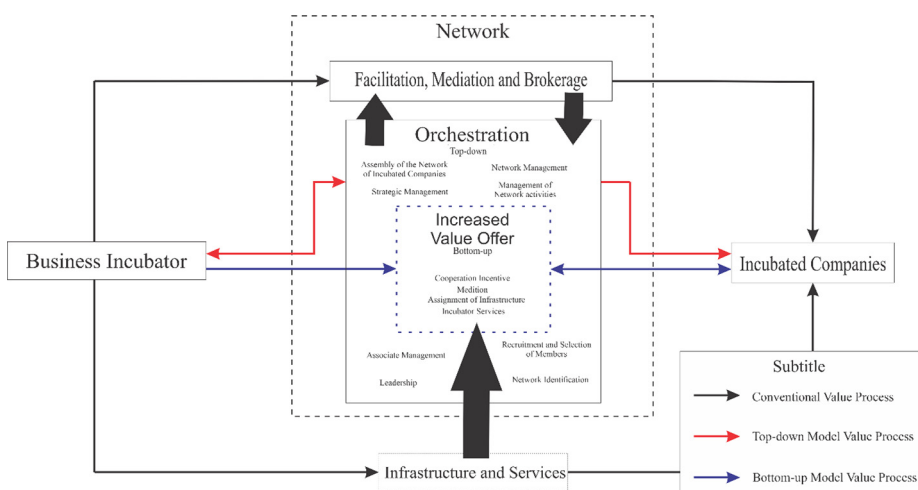 Network
Facilitation, Mediation and Brokerage
Orchestration
Top-down
Assembly of the Network
of Incubated Companies
Network Management
Strategic Management
Management of
Network activities
Increased
Value Offer
Bottom-up
Business Incubator
Incubated Companies
Cooperation Incentive
Medition
Assignment of Infrastructure
Incubator Services
Associate Management
Recruitment and Selection
of Members
Leadership
Network Identification
Infrastructure and Services
Subtitle
Conventional Value Process
Top-down Model Value Process
Bottom-up Model Value Process